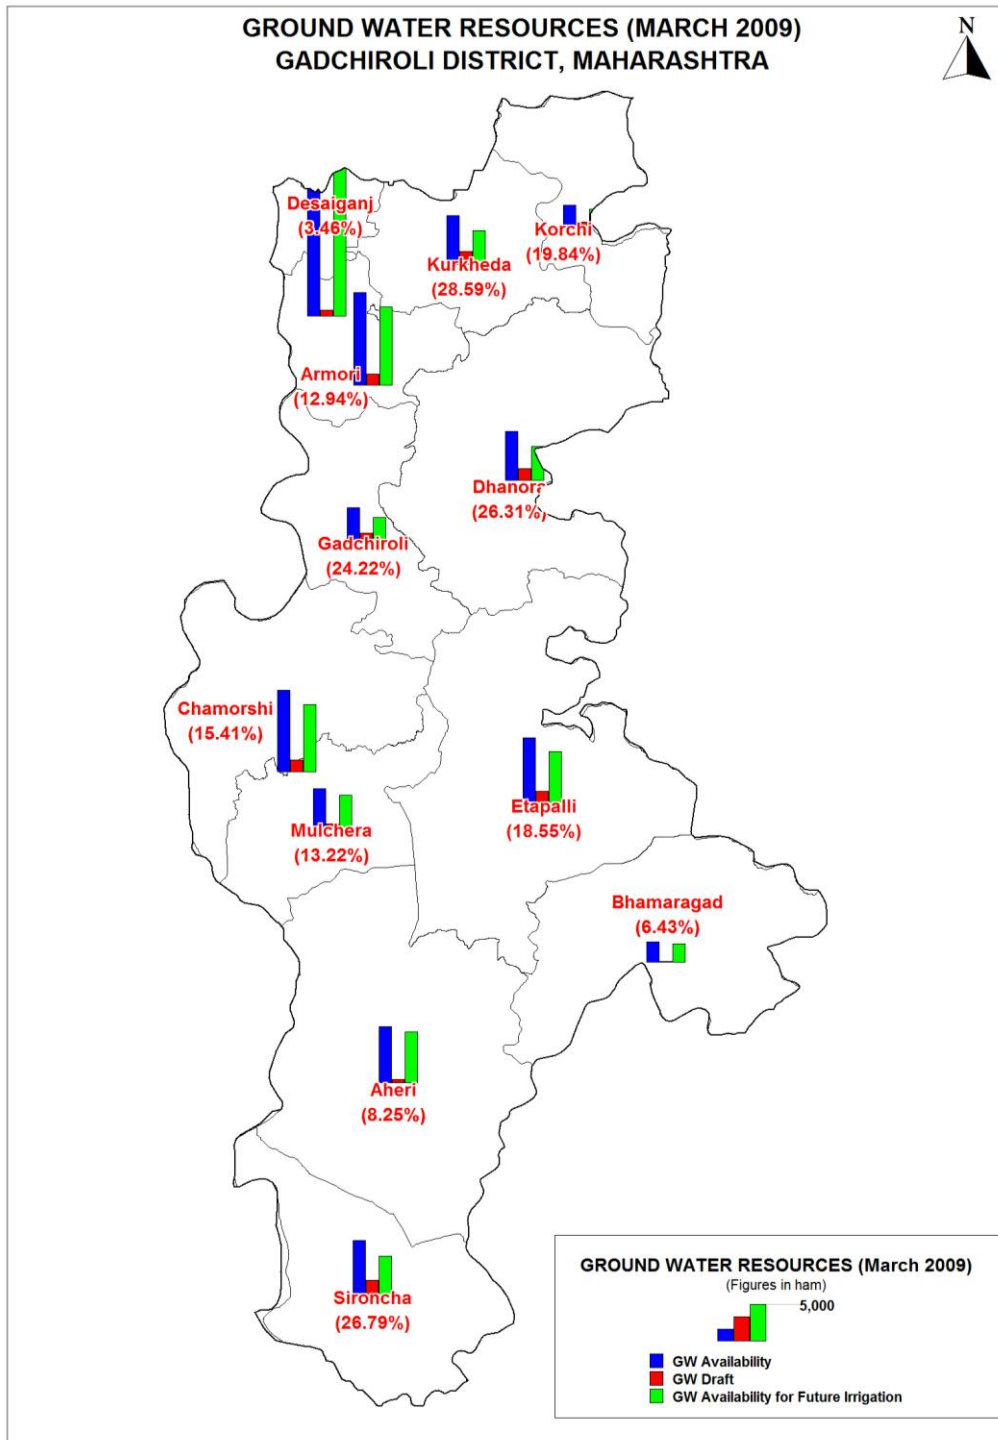 GROUND WATER RESOURCES (MARCH 2009)
GADCHIROLI DISTRICT, MAHARASHTRA
N
Desaiganj
(3.46%)
Korchi
(19.84%)
Kurkheda
(28.59%)
Armori
(12.94%)
Dhanora
(26.31%)
Gadchiroli
(24.22%)
Chamorshi
(15.41%)
Etapalli
(18.55%)
Mulchera
(13.22%)
Bhamaragad
(6.43%)
Aheri
(8.25%)
Sironcha
(26.79%)
GROUND WATER RESOURCES (March 2009)
(Figures in ham)
5,000
GW Availability
GW Draft
GW Availability for Future Irrigation